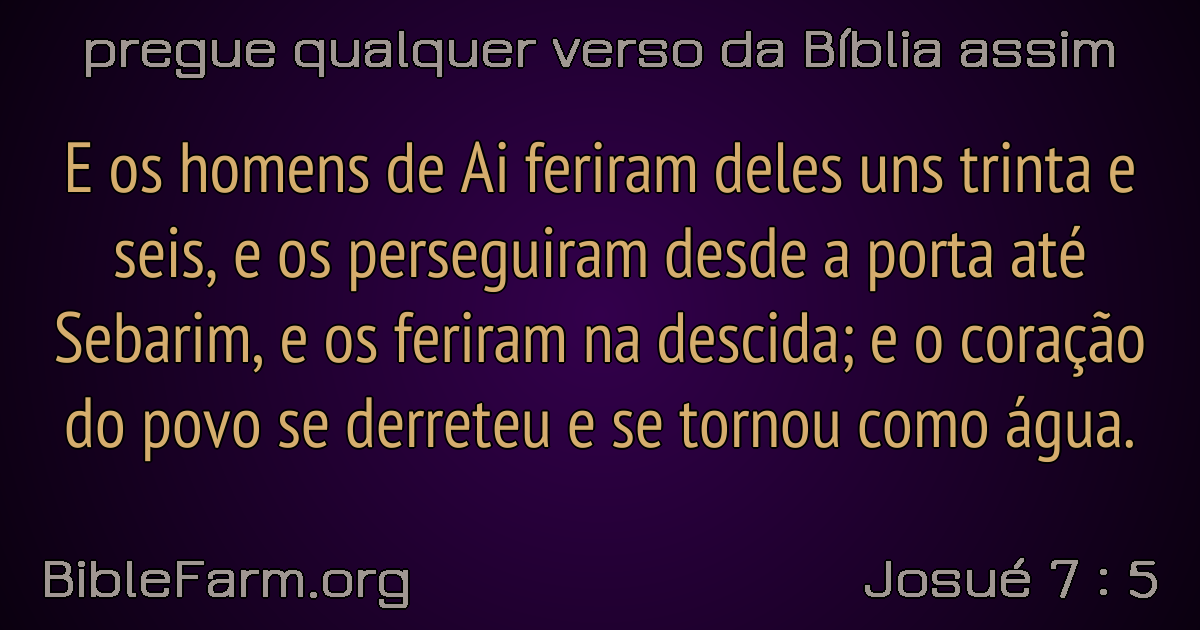 pregue qualquer verso da Bíblia assim
E os homens de Ai feriram deles uns trinta e
seis, e os perseguiram desde a porta até
Sebarim, e os feriram na descida; e o coração
do povo se derreteu e se tornou como água.
BibleFarm.org
Josué 7 : 5